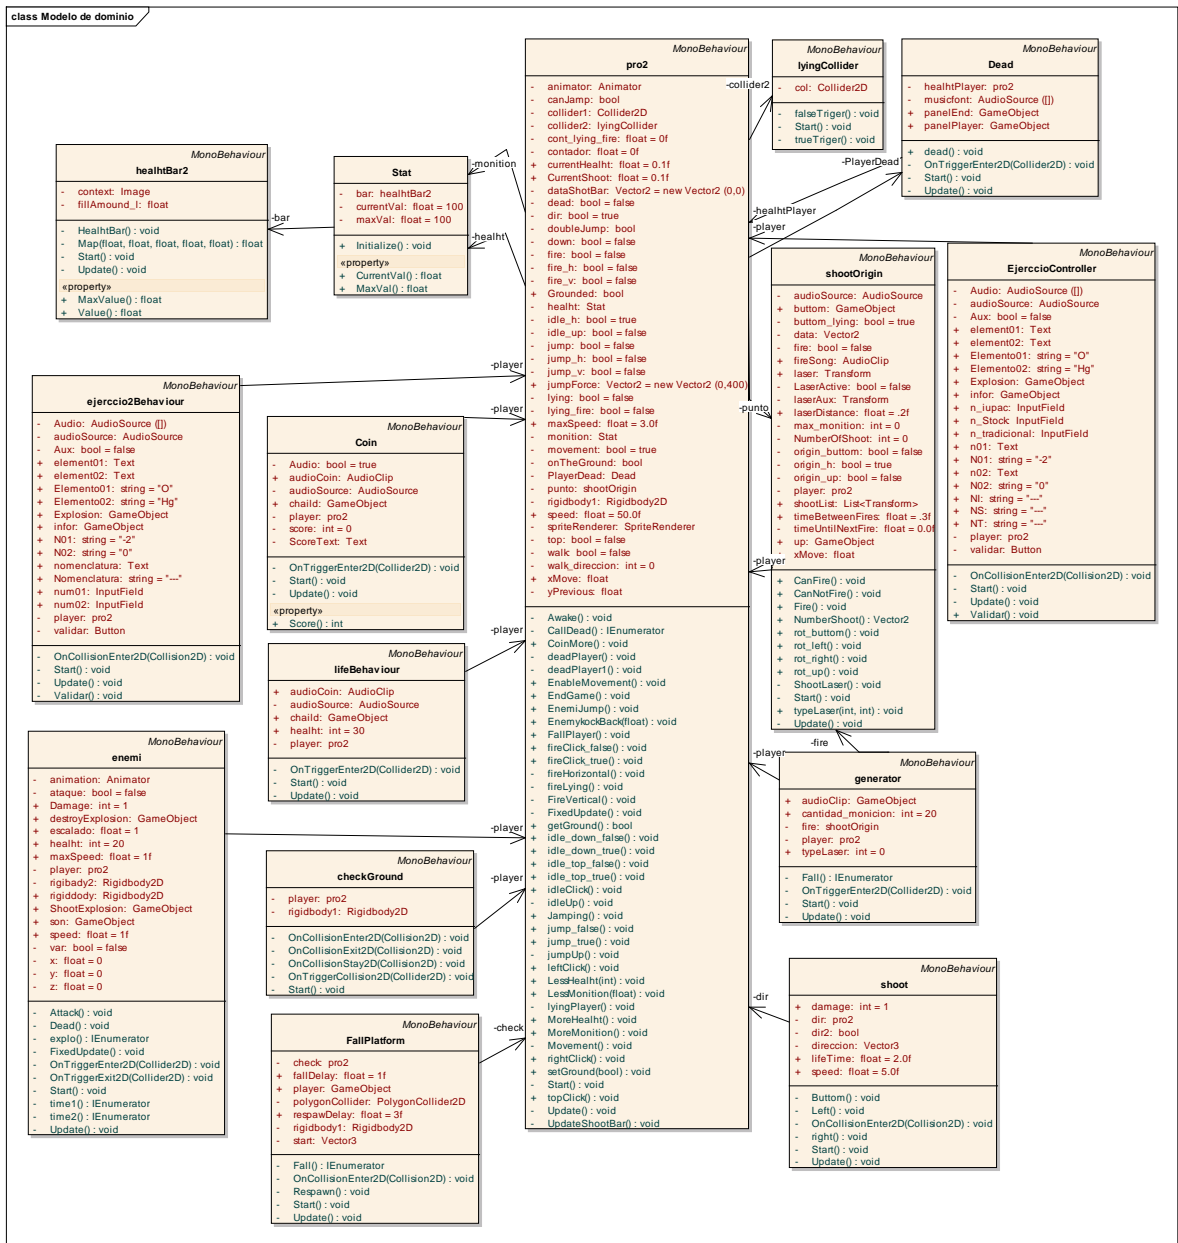 class Modelo de dominio
MonoBehaviour
pro2
- animator: Animator
- canJamp: bool
- collider1: Collider2D
- collider2: lyingCollider
- cont_lying_fire: float = 0f
- contador: float = 0f
+ currentHealht: float = 0.1f
+ CurrentShoot: float = 0.1f
- dataShotBar: Vector2 = new Vector2 (0,0)
- dead: bool = false
- dir: bool = true
- doubleJump: bool
- down: bool = false
- fire: bool = false
- fire_h: bool = false
- fire_v: bool = false
+ Grounded: bool
- healht: Stat
- idle_h: bool = true
- idle_up: bool = false
- jump: bool = false
- jump_h: bool = false
- jump_v: bool = false
+ jumpForce: Vector2 = new Vector2 (0,400)
- lying: bool = false
- lying_fire: bool = false
+ maxSpeed: float = 3.0f
- monition: Stat
- movement: bool = true
- onTheGround: bool
- PlayerDead: Dead
- punto: shootOrigin
- rigidbody1: Rigidbody2D
+ speed: float = 50.0f
- spriteRenderer: SpriteRenderer
- top: bool = false
- walk: bool = false
- walk_direccion: int = 0
+ xMove: float
- yPrevious: float
- Awake() : void
- CallDead() : IEnumerator
+ CoinMore() : void
- deadPlayer() : void
- deadPlayer1() : void
+ EnableMovement() : void
+ EndGame() : void
+ EnemiJump() : void
+ EnemykockBack(float) : void
+ FallPlayer() : void
+ fireClick_false() : void
+ fireClick_true() : void
- fireHorizontal() : void
- fireLying() : void
- FireVertical() : void
- FixedUpdate() : void
+ getGround() : bool
+ idle_down_false() : void
+ idle_down_true() : void
+ idle_top_false() : void
+ idle_top_true() : void
+ idleClick() : void
- idleUp() : void
+ Jamping() : void
+ jump_false() : void
+ jump_true() : void
- jumpUp() : void
+ leftClick() : void
+ LessHealht(int) : void
+ LessMonition(float) : void
- lyingPlayer() : void
+ MoreHealht() : void
+ MoreMonition() : void
- Movement() : void
+ rightClick() : void
+ setGround(bool) : void
- Start() : void
+ topClick() : void
- Update() : void
- UpdateShootBar() : void
MonoBehaviour
lyingCollider
- col: Collider2D
+ falseTriger() : void
- Start() : void
+ trueTriger() : void
MonoBehaviour
Dead
- healhtPlayer: pro2
- musicfont: AudioSource ([])
+ panelEnd: GameObject
+ panelPlayer: GameObject
+ dead() : void
- OnTriggerEnter2D(Collider2D) : void
- Start() : void
- Update() : void
MonoBehaviour
healhtBar2
- context: Image
- fillAmound_I: float
- HealhtBar() : void
- Map(float, float, float, float, float) : float
- Start() : void
- Update() : void
«property»
+ MaxValue() : float
+ Value() : float
Stat
- bar: healhtBar2
- currentVal: float = 100
- maxVal: float = 100
+ Initialize() : void
«property»
+ CurrentVal() : float
+ MaxVal() : float
MonoBehaviour
shootOrigin
- audioSource: AudioSource
+ buttom: GameObject
- buttom_lying: bool = true
- data: Vector2
- fire: bool = false
+ fireSong: AudioClip
+ laser: Transform
- LaserActive: bool = false
- laserAux: Transform
+ laserDistance: float = .2f
- max_monition: int = 0
- NumberOfShoot: int = 0
- origin_buttom: bool = false
- origin_h: bool = true
- origin_up: bool = false
- player: pro2
+ shootList: List<Transform>
+ timeBetweenFires: float = .3f
- timeUntilNextFire: float = 0.0f
+ up: GameObject
- xMove: float
+ CanFire() : void
+ CanNotFire() : void
+ Fire() : void
+ NumberShoot() : Vector2
+ rot_buttom() : void
+ rot_left() : void
+ rot_right() : void
+ rot_up() : void
- ShootLaser() : void
- Start() : void
+ typeLaser(int, int) : void
- Update() : void
MonoBehaviour
EjerccioController
- Audio: AudioSource ([])
- audioSource: AudioSource
- Aux: bool = false
+ element01: Text
+ element02: Text
+ Elemento01: string = "O"
+ Elemento02: string = "Hg"
+ Explosion: GameObject
+ infor: GameObject
+ n_iupac: InputField
+ n_Stock: InputField
+ n_tradicional: InputField
+ n01: Text
+ N01: string = "-2"
+ n02: Text
+ N02: string = "0"
+ NI: string = "---"
+ NS: string = "---"
+ NT: string = "---"
- player: pro2
- validar: Button
- OnCollisionEnter2D(Collision2D) : void
- Start() : void
- Update() : void
+ Validar() : void
MonoBehaviour
ejerccio2Behaviour
- Audio: AudioSource ([])
- audioSource: AudioSource
- Aux: bool = false
+ element01: Text
+ element02: Text
+ Elemento01: string = "O"
+ Elemento02: string = "Hg"
+ Explosion: GameObject
+ infor: GameObject
+ N01: string = "-2"
+ N02: string = "0"
+ nomenclatura: Text
+ Nomenclatura: string = "---"
+ num01: InputField
+ num02: InputField
- player: pro2
- validar: Button
- OnCollisionEnter2D(Collision2D) : void
- Start() : void
- Update() : void
- Validar() : void
MonoBehaviour
Coin
- Audio: bool = true
+ audioCoin: AudioClip
- audioSource: AudioSource
+ chaild: GameObject
- player: pro2
- score: int = 0
- ScoreText: Text
- OnTriggerEnter2D(Collider2D) : void
- Start() : void
- Update() : void
«property»
+ Score() : int
MonoBehaviour
lifeBehaviour
+ audioCoin: AudioClip
- audioSource: AudioSource
+ chaild: GameObject
+ healht: int = 30
- player: pro2
- OnTriggerEnter2D(Collider2D) : void
- Start() : void
- Update() : void
MonoBehaviour
enemi
- animation: Animator
- ataque: bool = false
+ Damage: int = 1
+ destroyExplosion: GameObject
+ escalado: float = 1
+ healht: int = 20
+ maxSpeed: float = 1f
- player: pro2
- rigibady2: Rigidbody2D
+ rigiddody: Rigidbody2D
+ ShootExplosion: GameObject
+ son: GameObject
+ speed: float = 1f
- var: bool = false
- x: float = 0
- y: float = 0
- z: float = 0
- Attack() : void
- Dead() : void
- explo() : IEnumerator
- FixedUpdate() : void
- OnTriggerEnter2D(Collider2D) : void
- OnTriggerExit2D(Collider2D) : void
- Start() : void
- time1() : IEnumerator
- time2() : IEnumerator
- Update() : void
MonoBehaviour
checkGround
- player: pro2
- rigidbody1: Rigidbody2D
- OnCollisionEnter2D(Collision2D) : void
- OnCollisionExit2D(Collision2D) : void
- OnCollisionStay2D(Collision2D) : void
- OnTriggerCollision2D(Collider2D) : void
- Start() : void
MonoBehaviour
FallPlatform
- check: pro2
+ fallDelay: float = 1f
+ player: GameObject
- polygonCollider: PolygonCollider2D
+ respawDelay: float = 3f
- rigidbody1: Rigidbody2D
- start: Vector3
- Fall() : IEnumerator
- OnCollisionEnter2D(Collision2D) : void
- Respawn() : void
- Start() : void
- Update() : void
MonoBehaviour
generator
+ audioClip: GameObject
+ cantidad_monicion: int = 20
- fire: shootOrigin
- player: pro2
+ typeLaser: int = 0
- Fall() : IEnumerator
- OnTriggerEnter2D(Collider2D) : void
- Start() : void
- Update() : void
MonoBehaviour
shoot
+ damage: int = 1
- dir: pro2
- dir2: bool
- direccion: Vector3
+ lifeTime: float = 2.0f
+ speed: float = 5.0f
- Buttom() : void
- Left() : void
- OnCollisionEnter2D(Collision2D) : void
- right() : void
- Start() : void
- Update() : void
-collider2
-monition
-PlayerDead
-healhtPlayer
-player
-bar
-healht
-player
-player
-punto
-player
-player
-fire
-player
-player
-player
-dir
-check